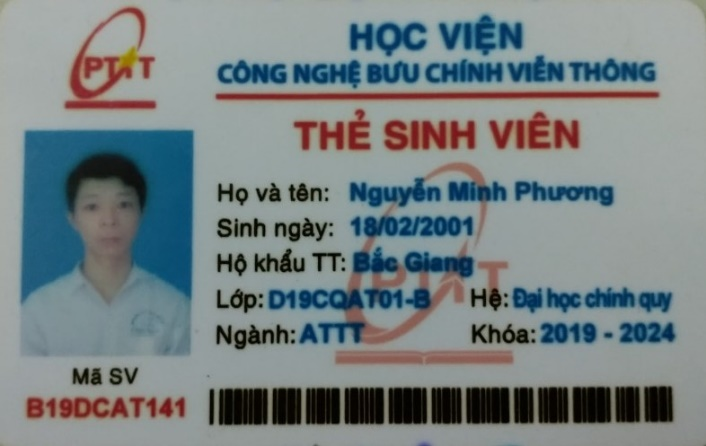 PTIT
HỌC VIỆN
CÔNG NGHỆ BƯU CHÍNH VIỄN THÔNG
THẺ SINH VIÊN
Họ và tên: Nguyễn Minh Phương
Sinh ngày: 18/02/2001
Hộ khẩu TT: Bắc Giang
Lớp: D19CQAT01-B Hệ: Đại học chính quy
Ngành: ATTT Khóa: 2019 - 2024
PTIT
Mã SV
B19DCAT141